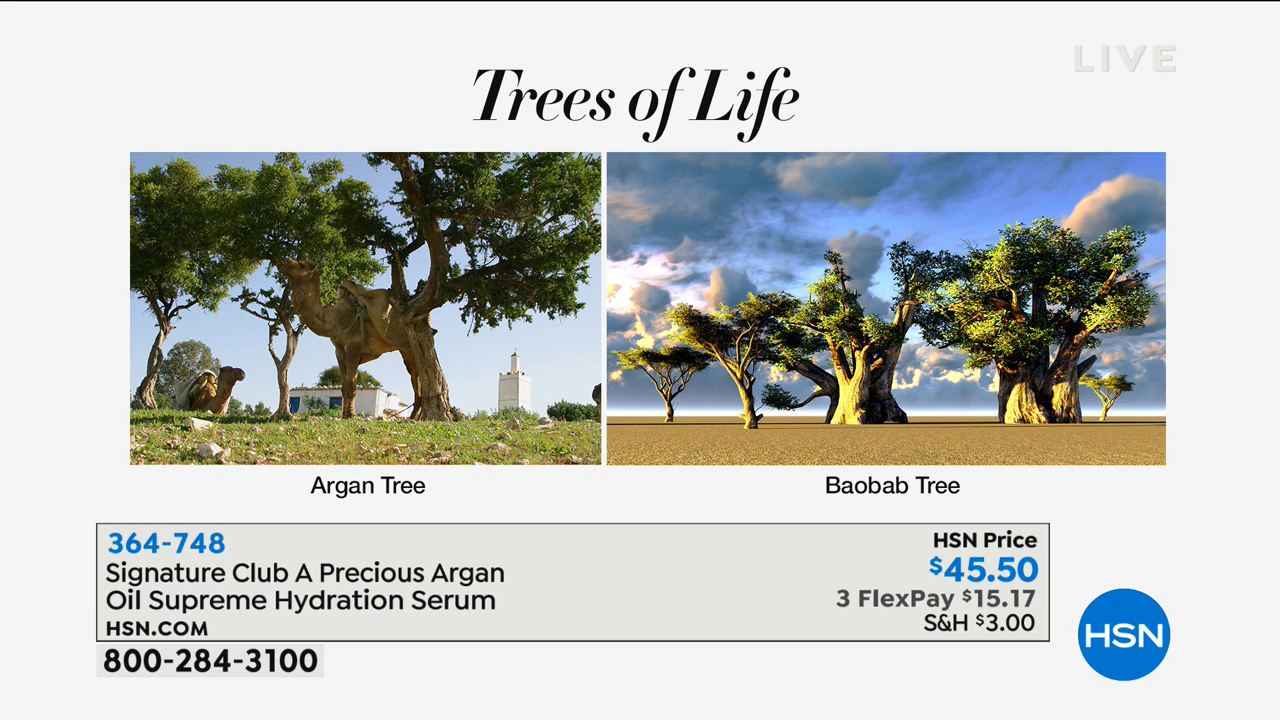 LIVE
Trees of Life
Argan Tree
Baobab Tree
364-748
Signature Club A Precious Argan
Oil Supreme Hydration Serum
HSN.COM
HSN Price
$45.50
3 FlexPay $15.17
S&H $3.00
800-284-3100
HSN